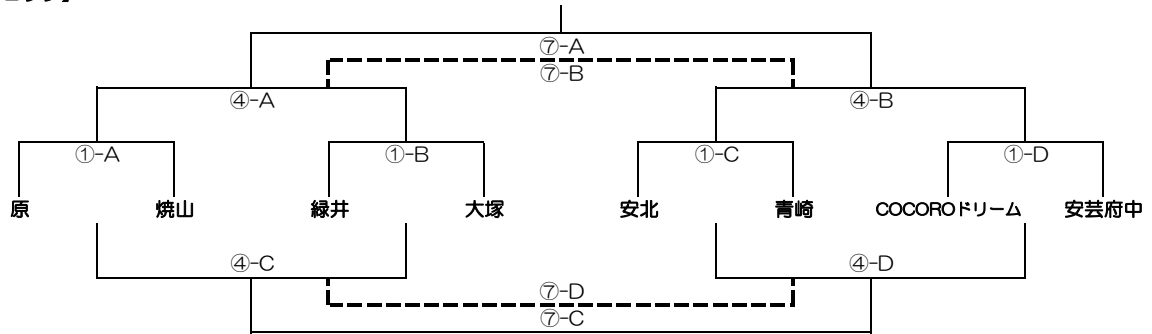 ⑦-A
⑦-B
④-A ④-B
①-A ①-B ①-C ①-D
原 焼山 緑井 大塚 安北 青崎 COCOROドリーム 安芸府中
④-C ④-D
⑦-D
⑦-C